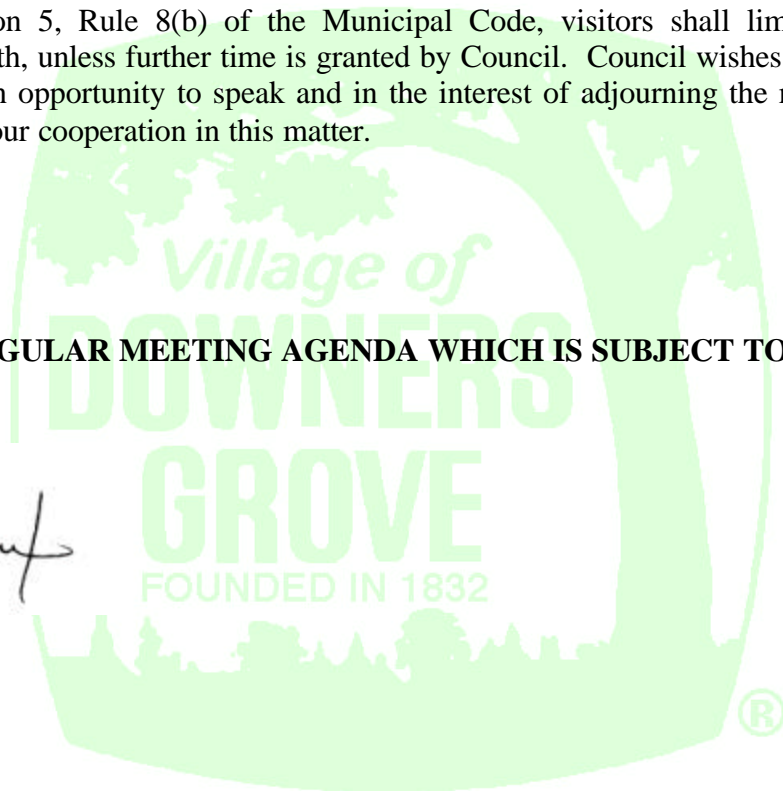 on 5, Rule 8(b) of the Municipal Code, visitors shall lim
th, unless further time is granted by Council. Council wishes
n opportunity to speak and in the interest of adjourning the
our cooperation in this matter.
Village of
GULAR MEETING AGENDA WHICH IS SUBJECT TO
DOWNERS
GROVE
FOUNDED IN 1832
®